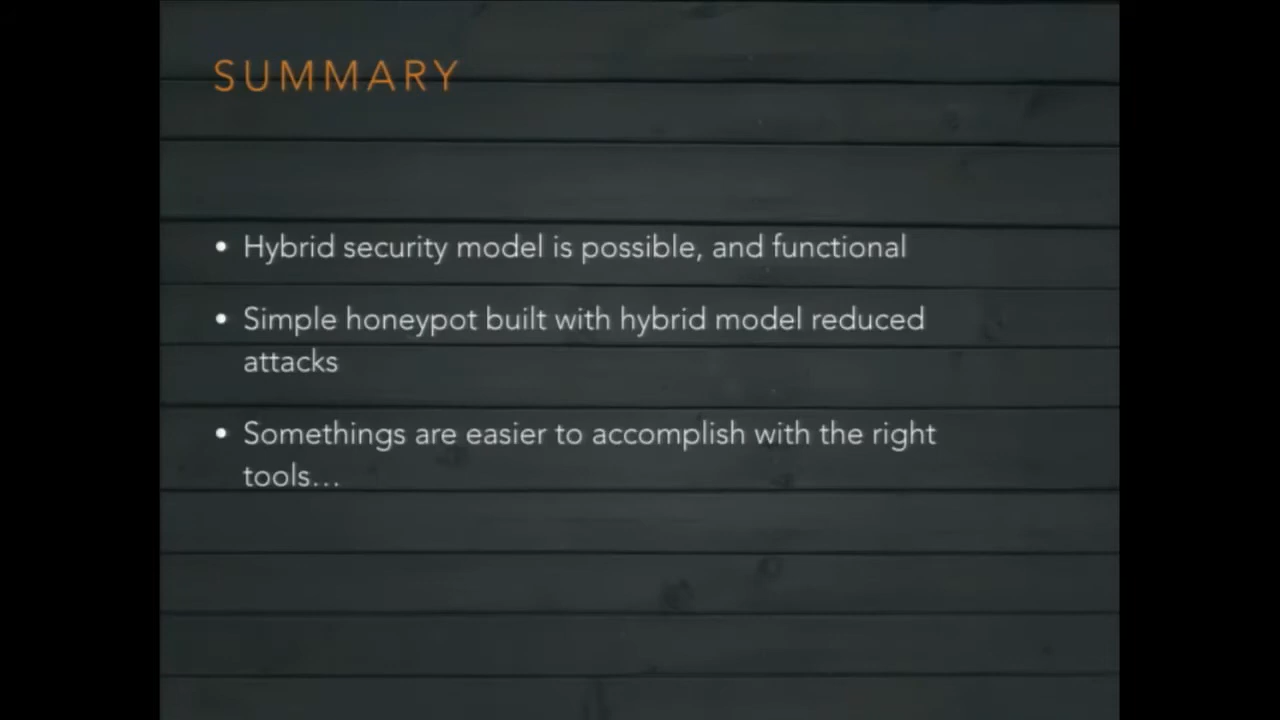 SUMMARY
• Hybrid security model is possible, and functional
• Simple honeypot built with hybrid model reduced
attacks
• Somethings are easier to accomplish with the right
tools…